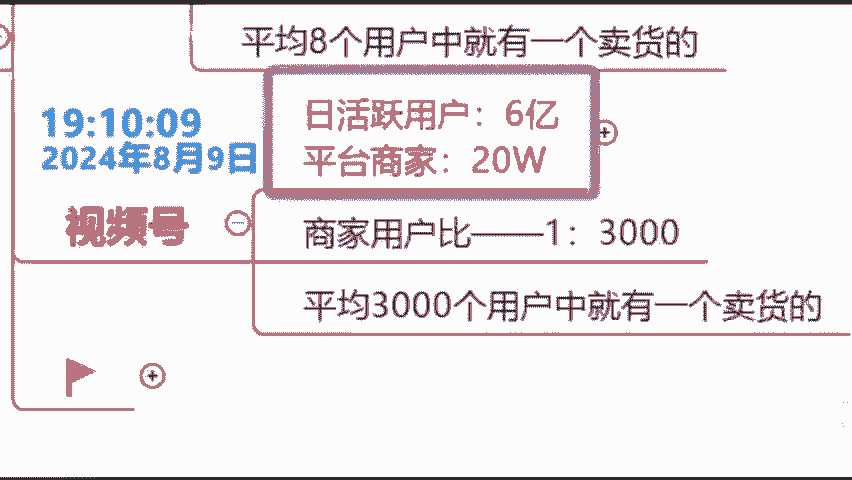 平均8个用户中就有一个卖货的
日活跃用户：6亿
平台商家：20W
19:10:09
2024年8月9日
视频号
商家用户比——1：3000
平均3000个用户中就有一个卖货的